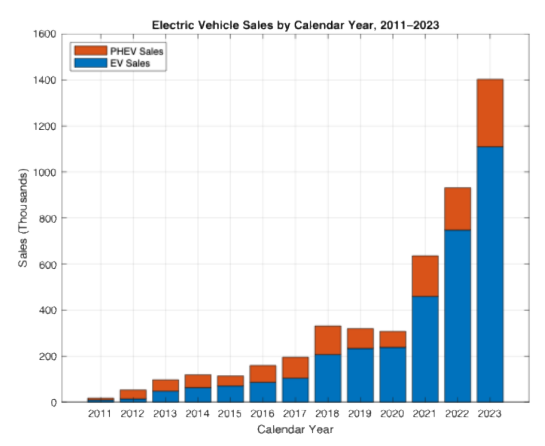 Electric Vehicle Sales by Calendar Year, 2011–2023
1600
PHEV Sales
EV Sales
1400
1200
1000
800
600
400
200
0
Sales (Thousands)
2011 2012 2013 2014 2015 2016 2017 2018 2019 2020 2021 2022 2023
Calendar Year